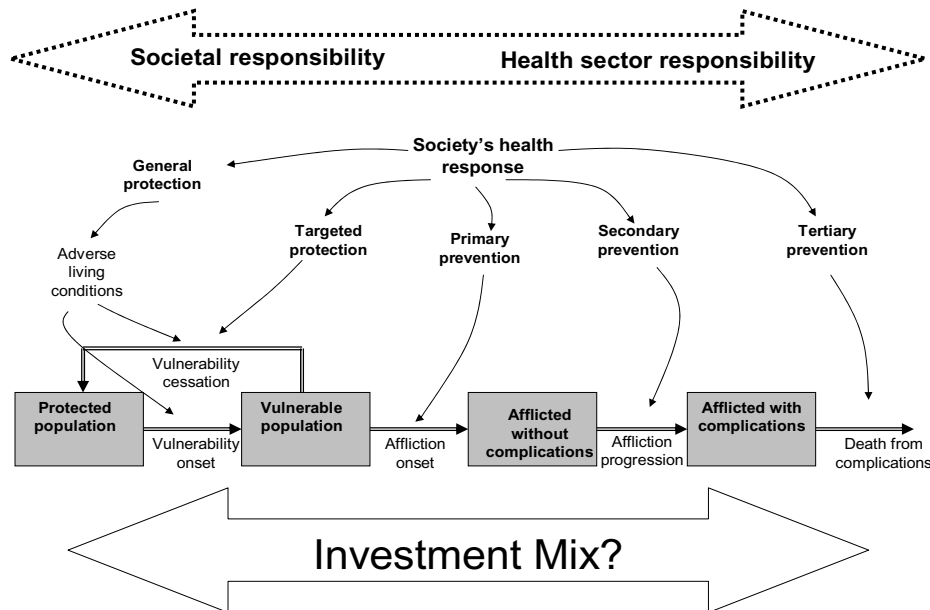 Societal responsibility
Health sector responsibility
Society's health
response
General
protection
Targeted
protection
Primary
prevention
Secondary
prevention
Tertiary
prevention
Adverse
living
conditions
Vulnerability
cessation
Protected
population
Vulnerability
onset
Vulnerable
population
Affliction
onset
Afflicted
without
complications
Affliction
progression
Afflicted with
complications
Death from
complications
Investment Mix?